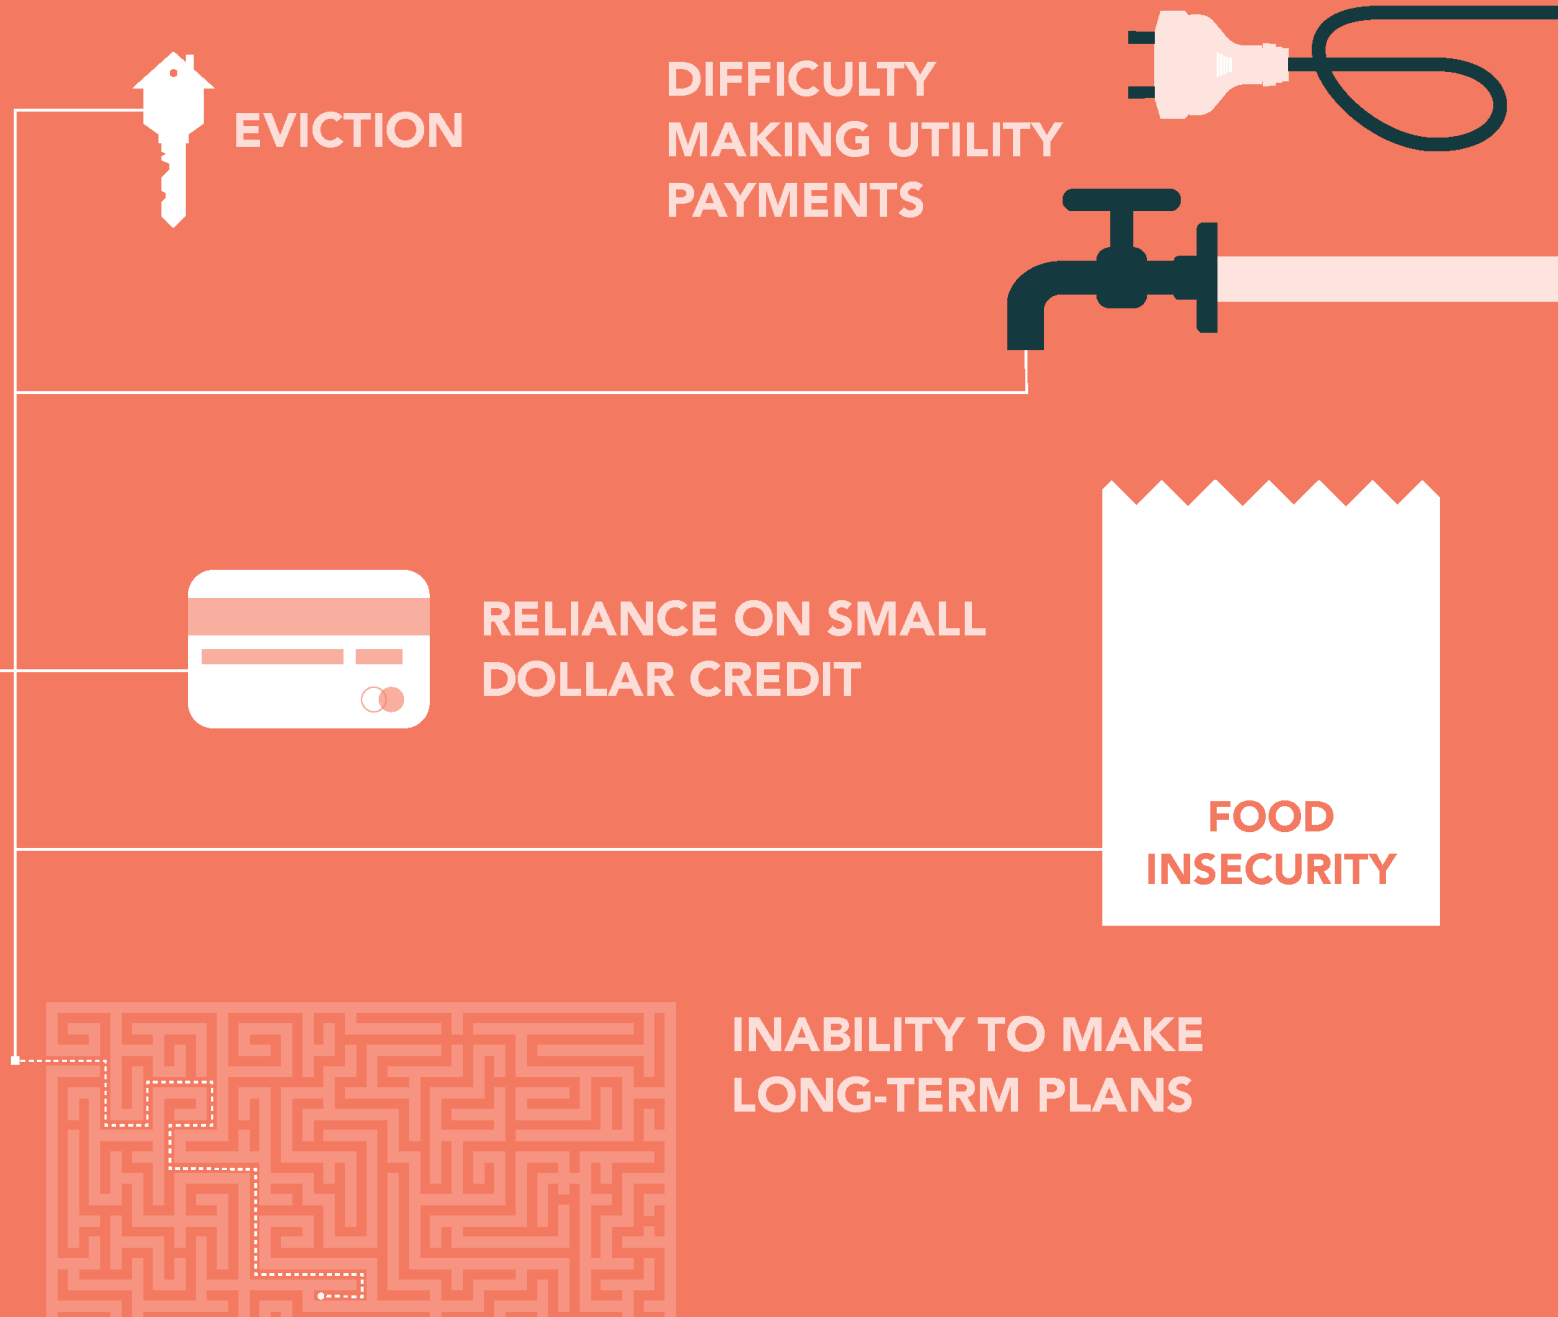 EVICTION
DIFFICULTY
MAKING UTILITY
PAYMENTS
RELIANCE ON SMALL
DOLLAR CREDIT
FOOD
INSECURITY
INABILITY TO MAKE
LONG-TERM PLANS